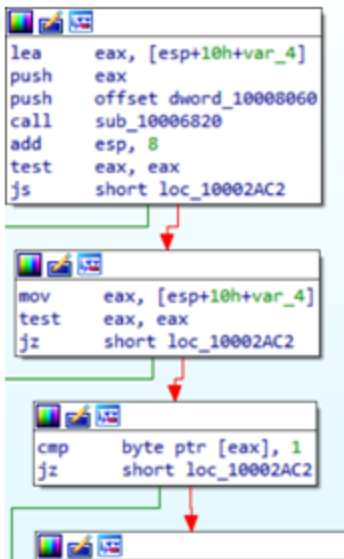 lea eax, [esp+10h+var_4]
push eax
push offset dword_10008060
call sub_10006820
add esp, 8
test eax, eax
js short loc_10002AC2
mov eax, [esp+10h+var_4]
test eax, eax
jz short loc_10002AC2
cmp byte ptr [eax], 1
jz short loc_10002AC2